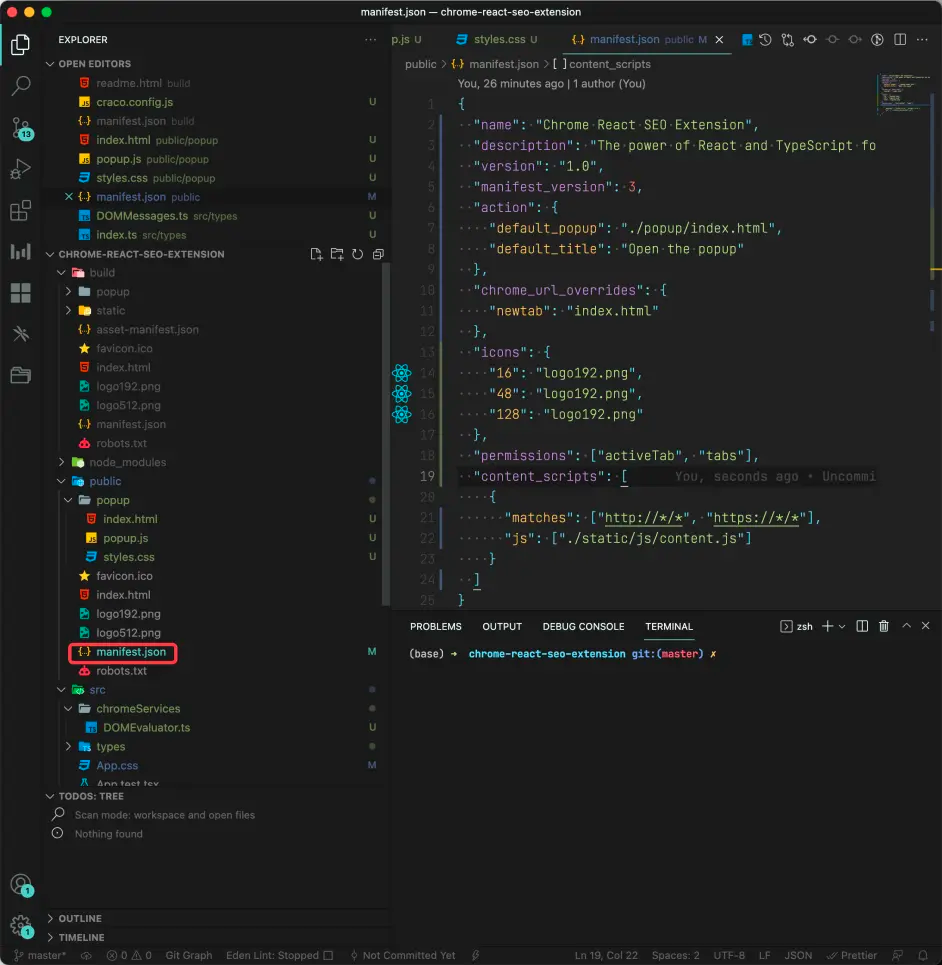 manifest.json — chrome-react-seo-extension
EXPLORER
OPEN EDITORS
readme.html build
craco.config.js U
manifest.json build
index.html public/popup U
popup.js public/popup U
styles.css public/popup U
manifest.json public M
DOMMessages.ts src/types U
index.ts src/types U
CHROME-REACT-SEO-EXTENSION
build
popup
static
asset-manifest.json
favicon.ico
index.html
logo192.png
logo512.png
manifest.json
robots.txt
node_modules
public
popup
index.html U
popup.js U
styles.css U
favicon.ico
index.html
logo192.png
logo512.png
manifest.json M
robots.txt
src
chromeServices
DOMEvaluator.ts U
types
App.css M
App.test.tsx
TODOS: TREE
Scan mode: workspace and open files
Nothing found
OUTLINE
TIMELINE
13
1
1
p.js U styles.css U manifest.json public M
public > manifest.json > [ ] content_scripts
You, 26 minutes ago | 1 author (You)
1 {
2 "name": "Chrome React SEO Extension",
3 "description": "The power of React and TypeScript fo
4 "version": "1.0",
5 "manifest_version": 3,
6 "action": {
7 "default_popup": "./popup/index.html",
8 "default_title": "Open the popup"
9 },
10 "chrome_url_overrides": {
11 "newtab": "index.html"
12 },
13 "icons": {
14 "16": "logo192.png",
15 "48": "logo192.png",
16 "128": "logo192.png"
17 },
18 "permissions": ["activeTab", "tabs"],
19 "content_scripts": [ You, seconds ago • Uncommi
20 {
21 "matches": ["http://*/*", "https://*/*"],
22 "js": ["./static/js/content.js"]
23 }
24 ]
25 }
PROBLEMS OUTPUT DEBUG CONSOLE TERMINAL zsh
(base) → chrome-react-seo-extension git:(master) ✗
master* 0 0 Git Graph Eden Lint: Stopped Not Committed Yet Ln 19, Col 22 Spaces: 2 UTF-8 LF JSON Prettier